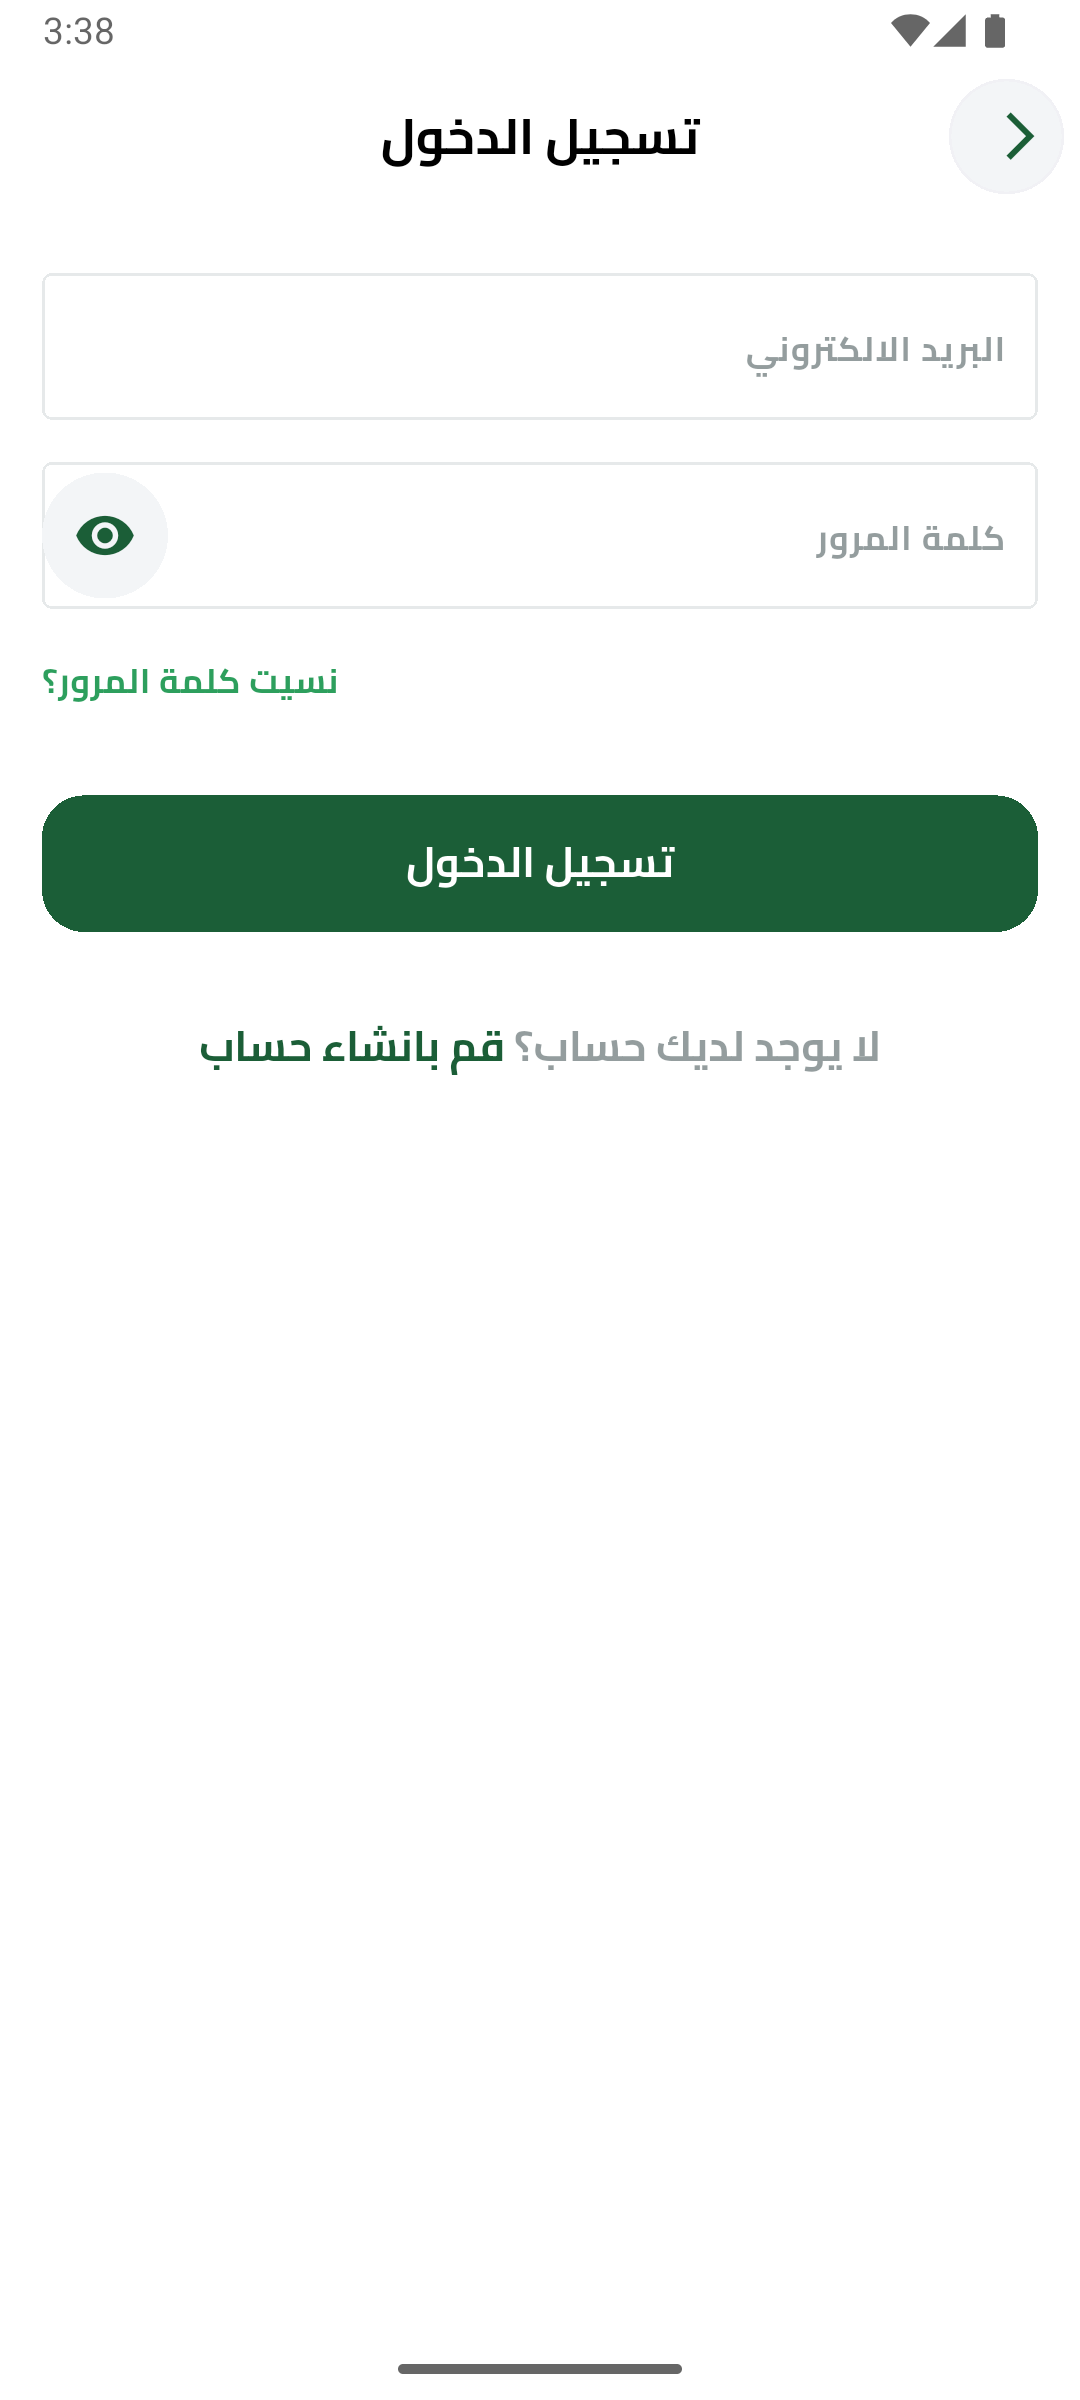 3:38
تسجيل الدخول
البريد الالكتروني
كلمة المرور
نسيت كلمة المرور؟
تسجيل الدخول
لا يوجد لديك حساب؟ قم بانشاء حساب